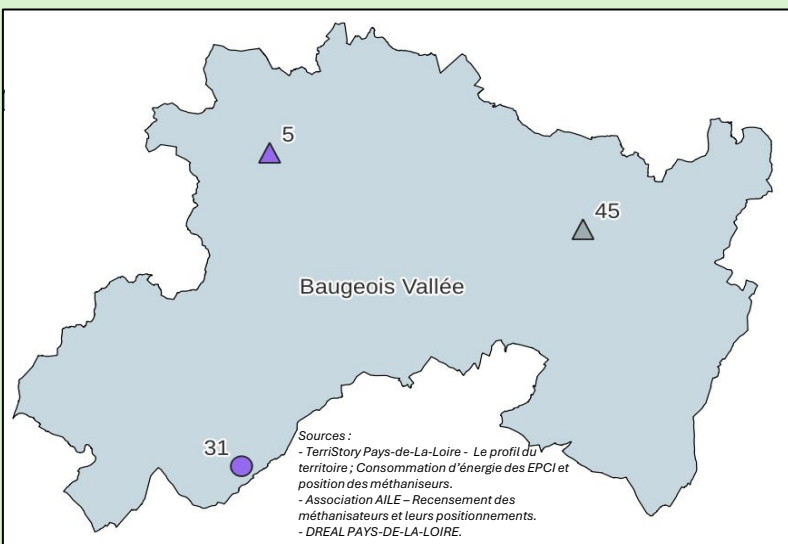 5
45
Baugeois Vallée
31
Sources :
- TerriStory Pays-de-La-Loire - Le profil du
territoire ; Consommation d'énergie des EPCI et
position des méthaniseurs.
- Association AILE – Recensement des
méthanisateurs et leurs positionnements.
- DREAL PAYS-DE-LA-LOIRE.